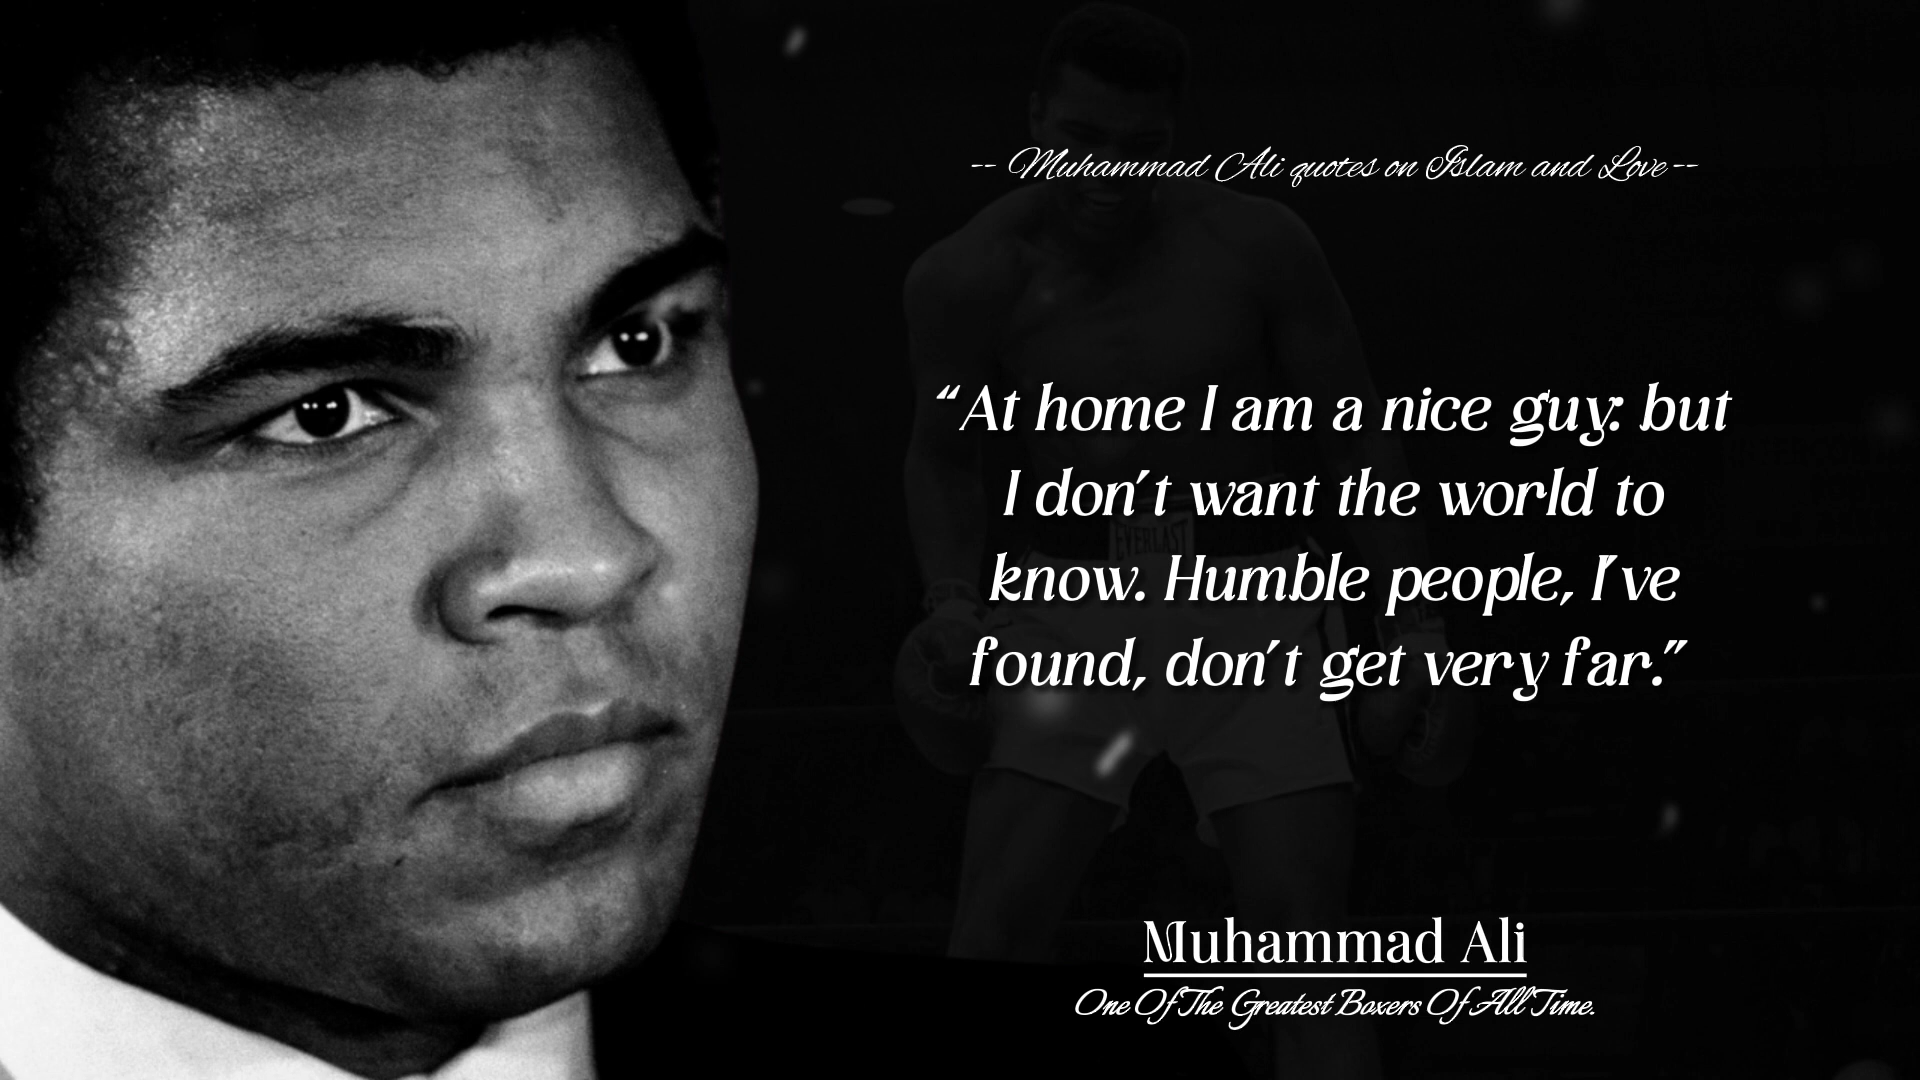 -- Muhammad Ali quotes on Islam and Love --
“At home I am a nice guy: but
I don't want the world to
know. Humble people, I've
found, don't get very far.”
EVERLAST
Muhammad Ali
One Of The Greatest Boxers Of All Time.